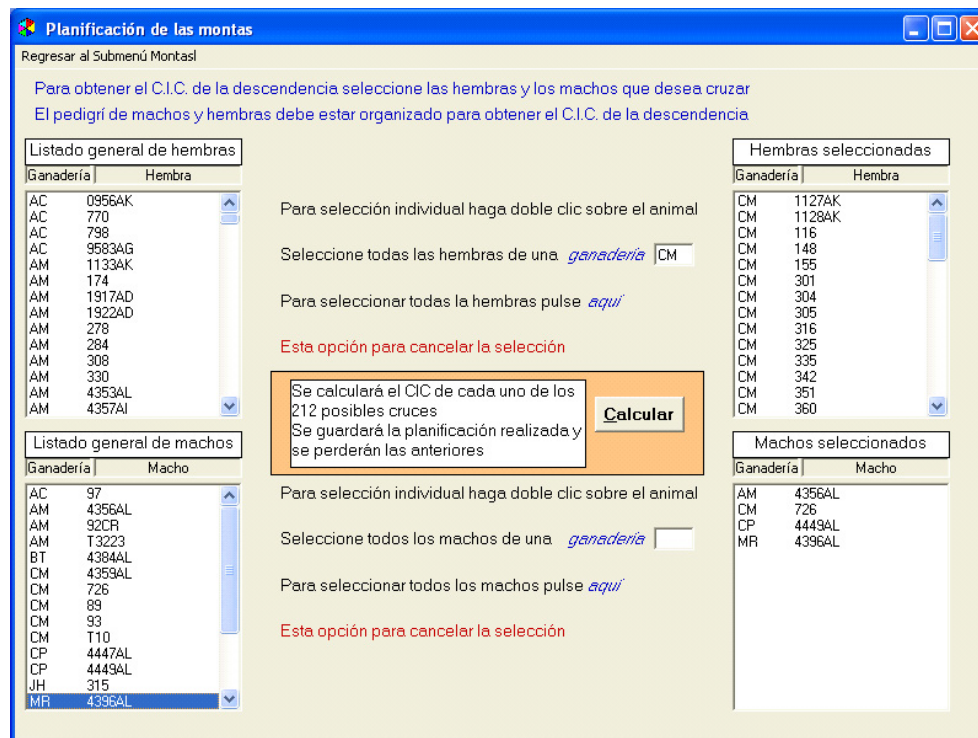 Planificación de las montas
Regresar al Submenú Montasl
Para obtener el C.I.C. de la descendencia seleccione las hembras y los machos que desea cruzar
El pedigrí de machos y hembras debe estar organizado para obtener el C.I.C. de la descendencia
Listado general de hembras
Ganadería Hembra
AC 0956AK
AC 770
AC 798
AC 9583AG
AM 1133AK
AM 174
AM 1917AD
AM 1922AD
AM 278
AM 284
AM 308
AM 330
AM 4353AL
AM 4357AI
Para selección individual haga doble clic sobre el animal
Seleccione todas las hembras de una ganadería CM
Para seleccionar todas la hembras pulse aquí
Esta opción para cancelar la selección
Hembras seleccionadas
Ganadería Hembra
CM 1127AK
CM 1128AK
CM 116
CM 148
CM 155
CM 301
CM 304
CM 305
CM 316
CM 325
CM 335
CM 342
CM 351
CM 360
Se calculará el CIC de cada uno de los
212 posibles cruces
Se guardará la planificación realizada y
se perderán las anteriores
Calcular
Listado general de machos
Ganadería Macho
AC 97
AM 4356AL
AM 92CR
AM T3223
BT 4384AL
CM 4359AL
CM 726
CM 89
CM 93
CM T10
CP 4447AL
CP 4449AL
JH 315
MR 4396AL
Para selección individual haga doble clic sobre el animal
Seleccione todos los machos de una ganadería
Para seleccionar todos los machos pulse aquí
Esta opción para cancelar la selección
Machos seleccionados
Ganadería Macho
AM 4356AL
CM 726
CP 4449AL
MR 4396AL